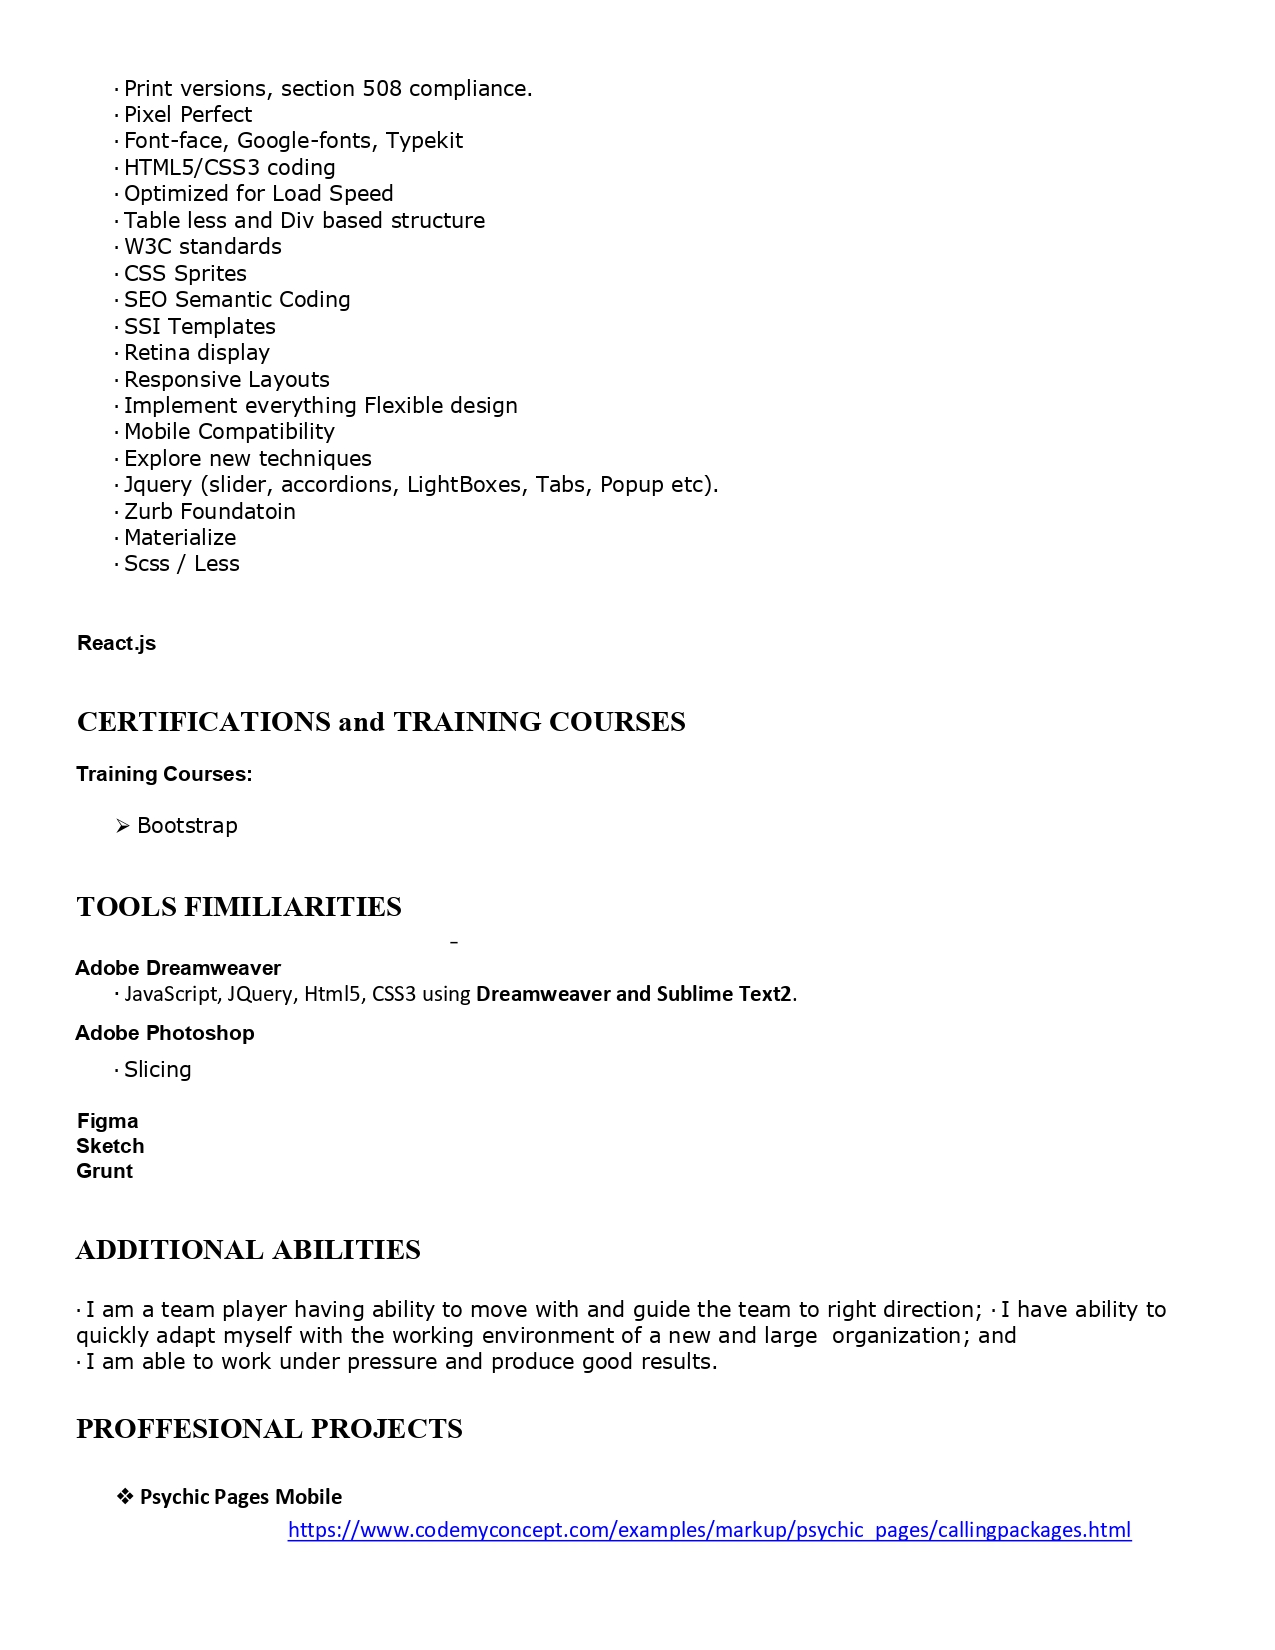 · Print versions, section 508 compliance.
· Pixel Perfect
· Font-face, Google-fonts, Typekit
· HTML5/CSS3 coding
· Optimized for Load Speed
· Table less and Div based structure
· W3C standards
· CSS Sprites
· SEO Semantic Coding
· SSI Templates
· Retina display
· Responsive Layouts
· Implement everything Flexible design
· Mobile Compatibility
· Explore new techniques
· Jquery (slider, accordions, LightBoxes, Tabs, Popup etc).
· Zurb Foundatoin
· Materialize
· Scss / Less
React.js
CERTIFICATIONS and TRAINING COURSES
Training Courses:
➢ Bootstrap
TOOLS FIMILIARITIES
–
Adobe Dreamweaver
· JavaScript, JQuery, Html5, CSS3 using Dreamweaver and Sublime Text2.
Adobe Photoshop
· Slicing
Figma
Sketch
Grunt
ADDITIONAL ABILITIES
· I am a team player having ability to move with and guide the team to right direction; · I have ability to
quickly adapt myself with the working environment of a new and large  organization; and
· I am able to work under pressure and produce good results.
PROFFESIONAL PROJECTS
❖ Psychic Pages Mobile
https://www.codemyconcept.com/examples/markup/psychic_pages/callingpackages.html